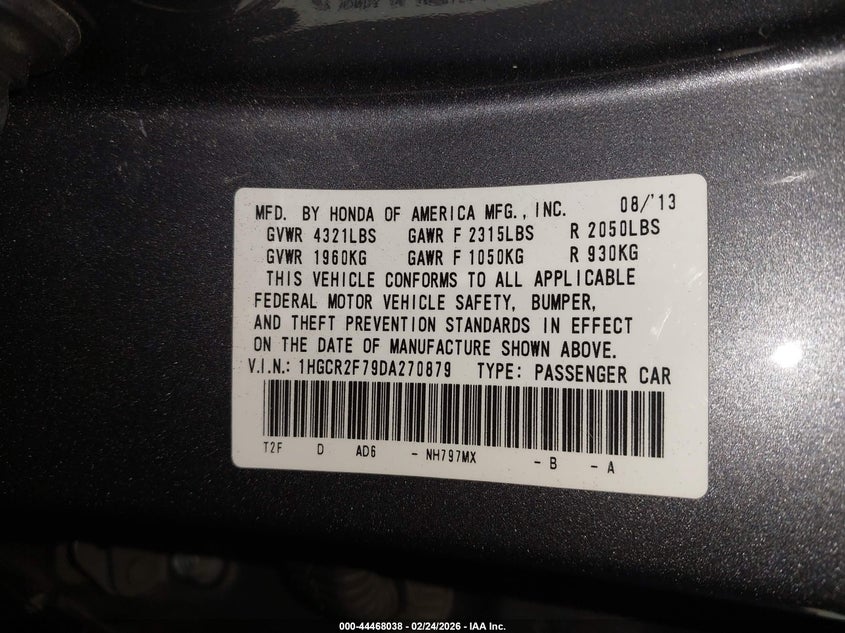 MFD. BY HONDA OF AMERICA MFG., INC. 08/'13
GVWR 4321LBS GAWR F 2315LBS R 2050LBS
GVWR 1960KG GAWR F 1050KG R 930KG
THIS VEHICLE CONFORMS TO ALL APPLICABLE
FEDERAL MOTOR VEHICLE SAFETY, BUMPER,
AND THEFT PREVENTION STANDARDS IN EFFECT
ON THE DATE OF MANUFACTURE SHOWN ABOVE.
V.I.N.: 1HGCR2F79DA270879 TYPE: PASSENGER CAR
T2F D AD6 - NH797MX - B - A
000-44468038 - 02/24/2026 - IAA Inc.